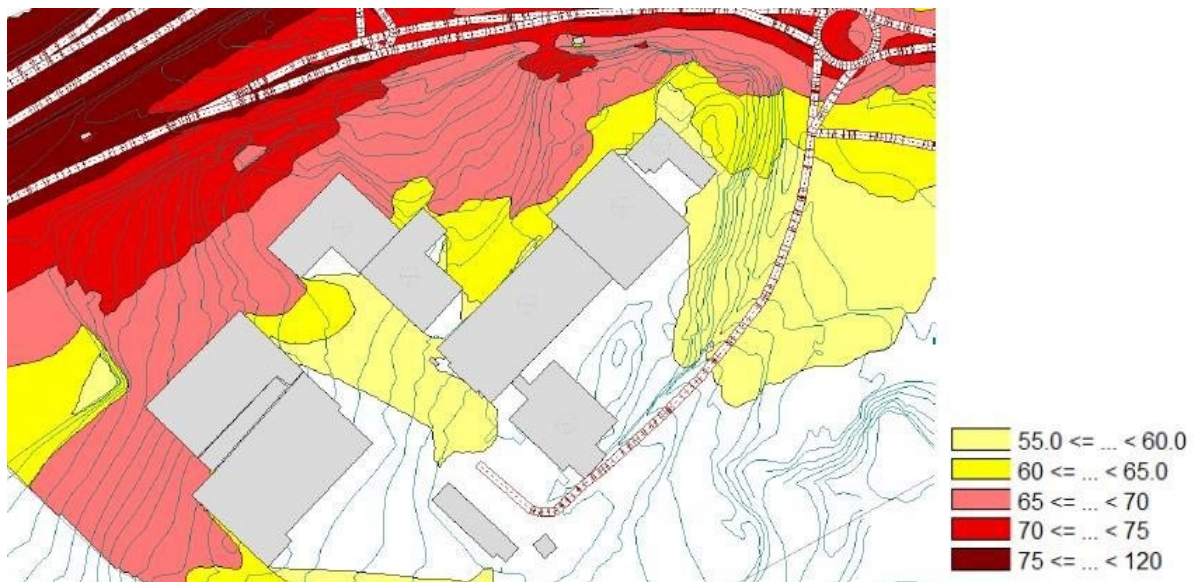 55.0 <= ... < 60.0
60 <= ... < 65.0
65 <= ... < 70
70 <= ... < 75
75 <= ... < 120